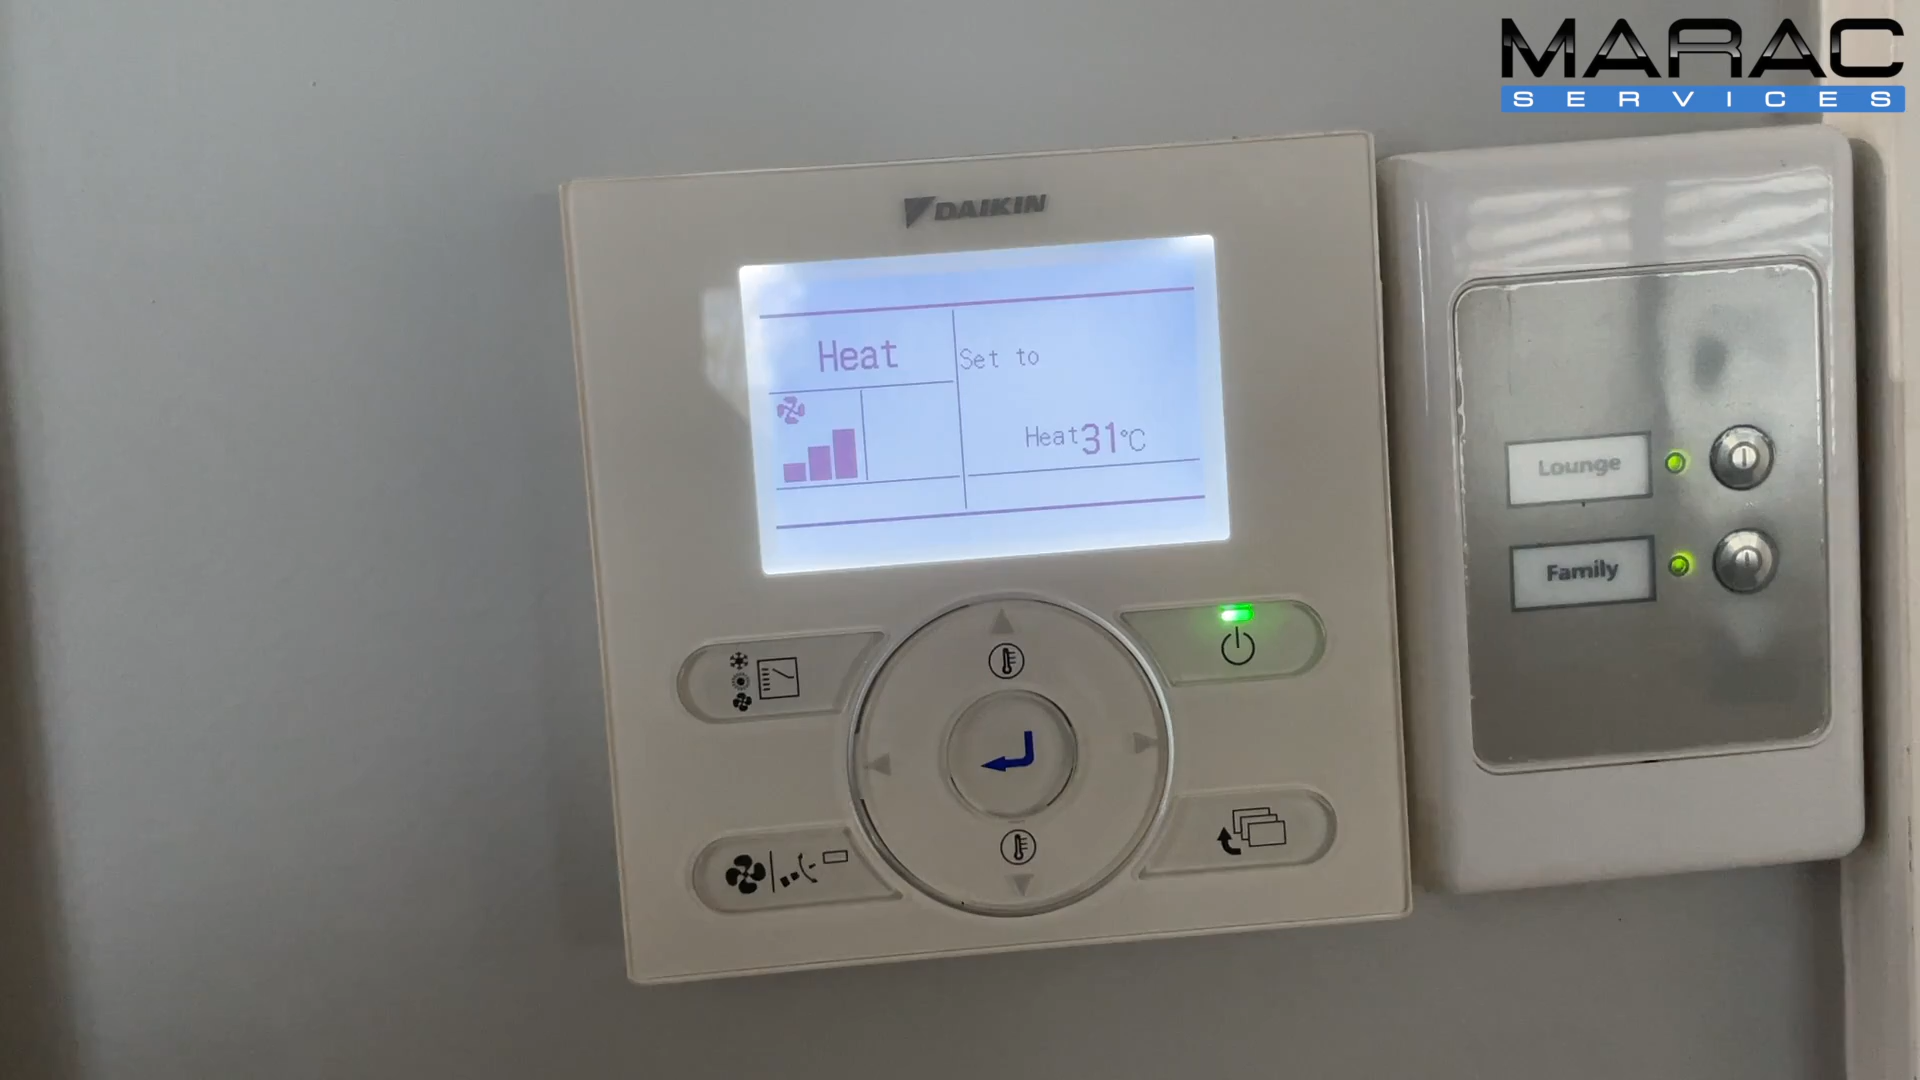 MARAC
SERVICES
DAIKIN
Heat
Set to
Heat 31°C
Lounge
Family